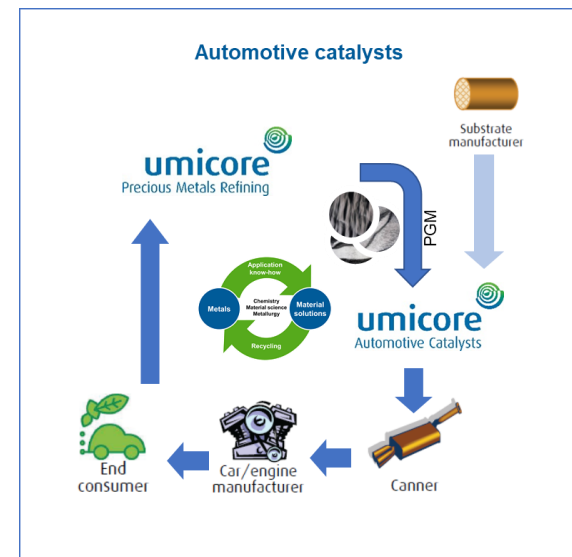 Automotive catalysts
Substrate
manufacturer
umicore
Precious Metals Refining
PGM
Application
know-how
Metals
Chemistry
Material science
Metallurgy
Material
solutions
Recycling
umicore
Automotive Catalysts
End
consumer
Car/engine
manufacturer
Canner